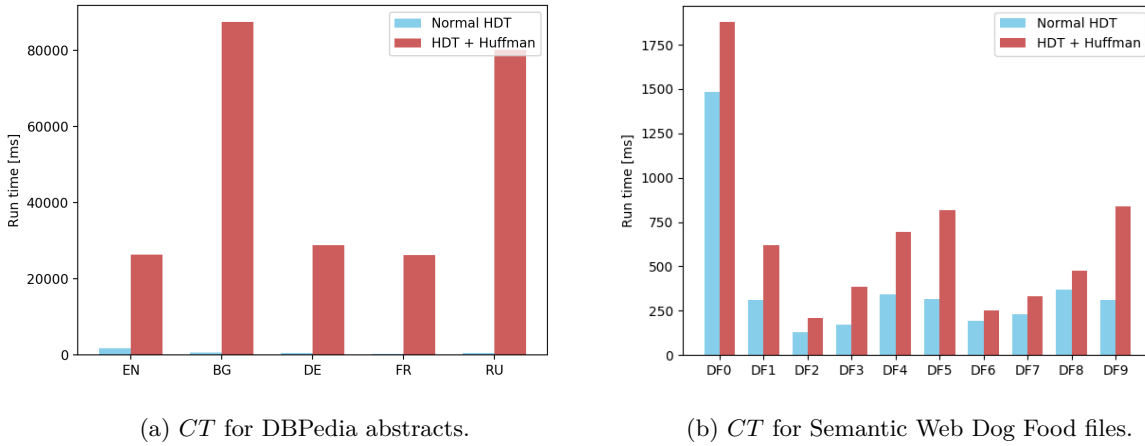 Normal HDT
HDT + Huffman
80000
60000
40000
20000
0
Run time [ms]
EN BG DE FR RU
(a) CT for DBPedia abstracts.
Normal HDT
HDT + Huffman
1750
1500
1250
1000
750
500
250
0
Run time [ms]
DF0 DF1 DF2 DF3 DF4 DF5 DF6 DF7 DF8 DF9
(b) CT for Semantic Web Dog Food files.